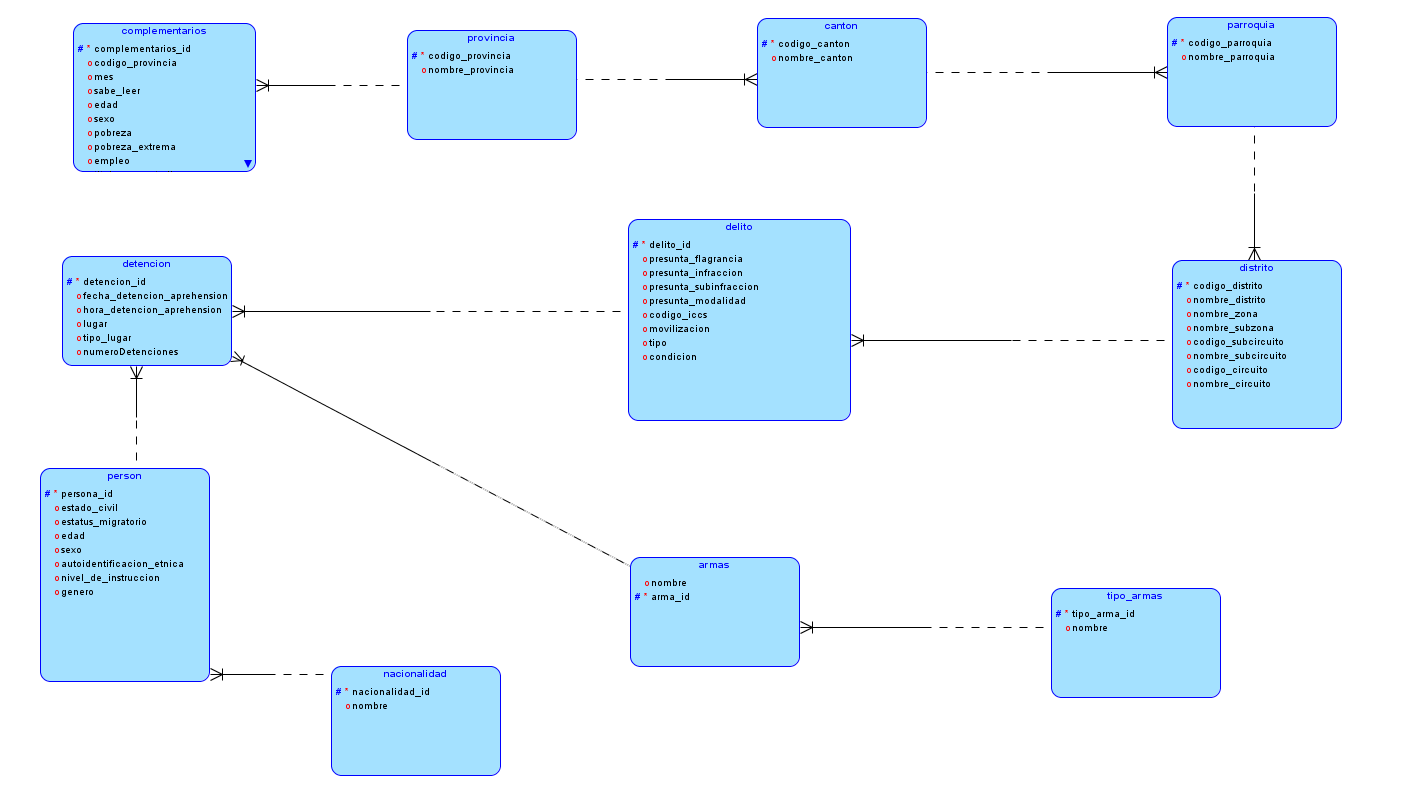 complementarios
# * complementarios_id
o codigo_provincia
o mes
o sabe_leer
o edad
o sexo
o pobreza
o pobreza_extrema
o empleo
provincia
# * codigo_provincia
o nombre_provincia
canton
# * codigo_canton
o nombre_canton
parroquia
# * codigo_parroquia
o nombre_parroquia
detencion
# * detencion_id
o fecha_detencion_aprehension
o hora_detencion_aprehension
o lugar
o tipo_lugar
o numeroDetenciones
delito
# * delito_id
o presunta_flagrancia
o presunta_infraccion
o presunta_subinfraccion
o presunta_modalidad
o codigo_iccs
o movilizacion
o tipo
o condicion
distrito
# * codigo_distrito
o nombre_distrito
o nombre_zona
o nombre_subzona
o codigo_subcircuito
o nombre_subcircuito
o codigo_circuito
o nombre_circuito
person
# * persona_id
o estado_civil
o estatus_migratorio
o edad
o sexo
o autoidentificacion_etnica
o nivel_de_instruccion
o genero
armas
o nombre
# * arma_id
tipo_armas
# * tipo_arma_id
o nombre
nacionalidad
# * nacionalidad_id
o nombre